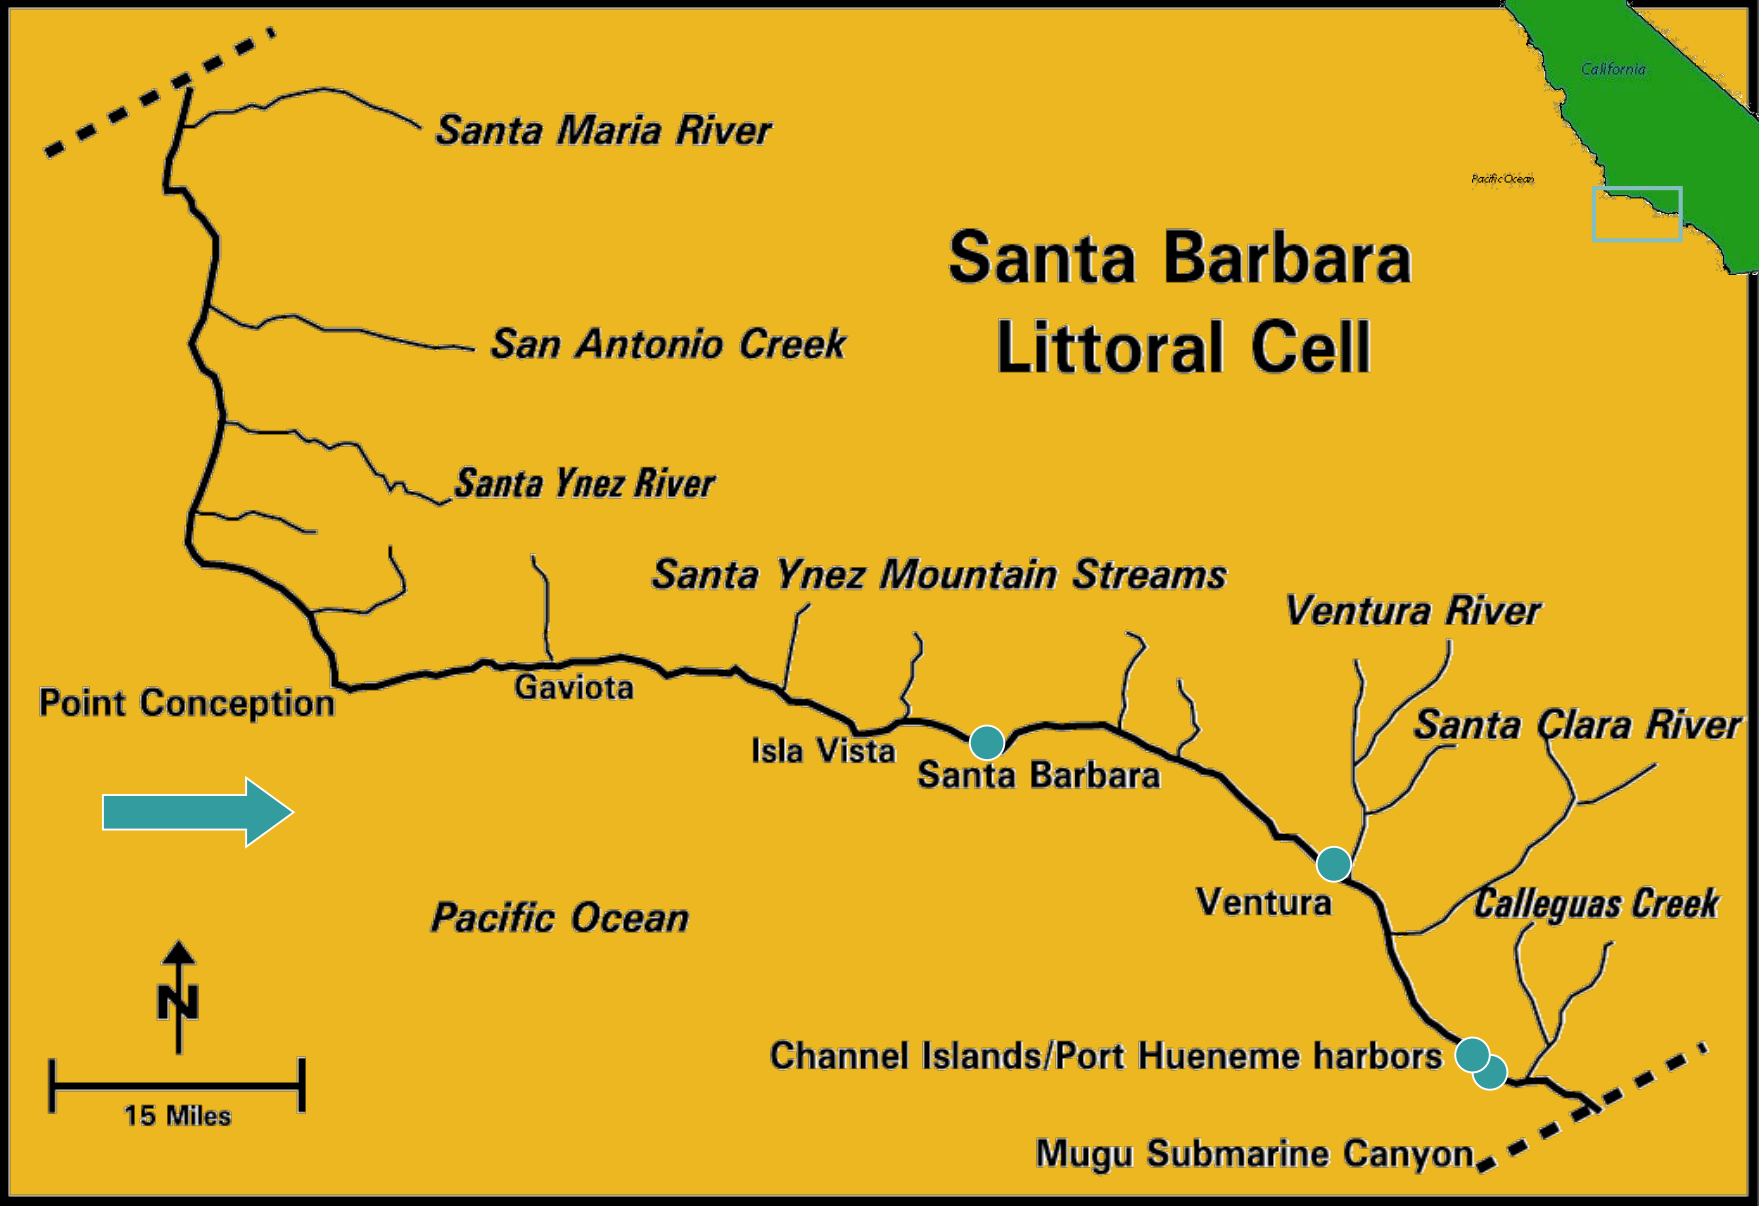 California
Santa Maria River
Pacific Ocean
Santa Barbara
Littoral Cell
San Antonio Creek
Santa Ynez River
Santa Ynez Mountain Streams
Ventura River
Gaviota
Point Conception
Santa Clara River
Isla Vista
Santa Barbara
Ventura
Calleguas Creek
Pacific Ocean
N
Channel Islands/Port Hueneme harbors
15 Miles
Mugu Submarine Canyon